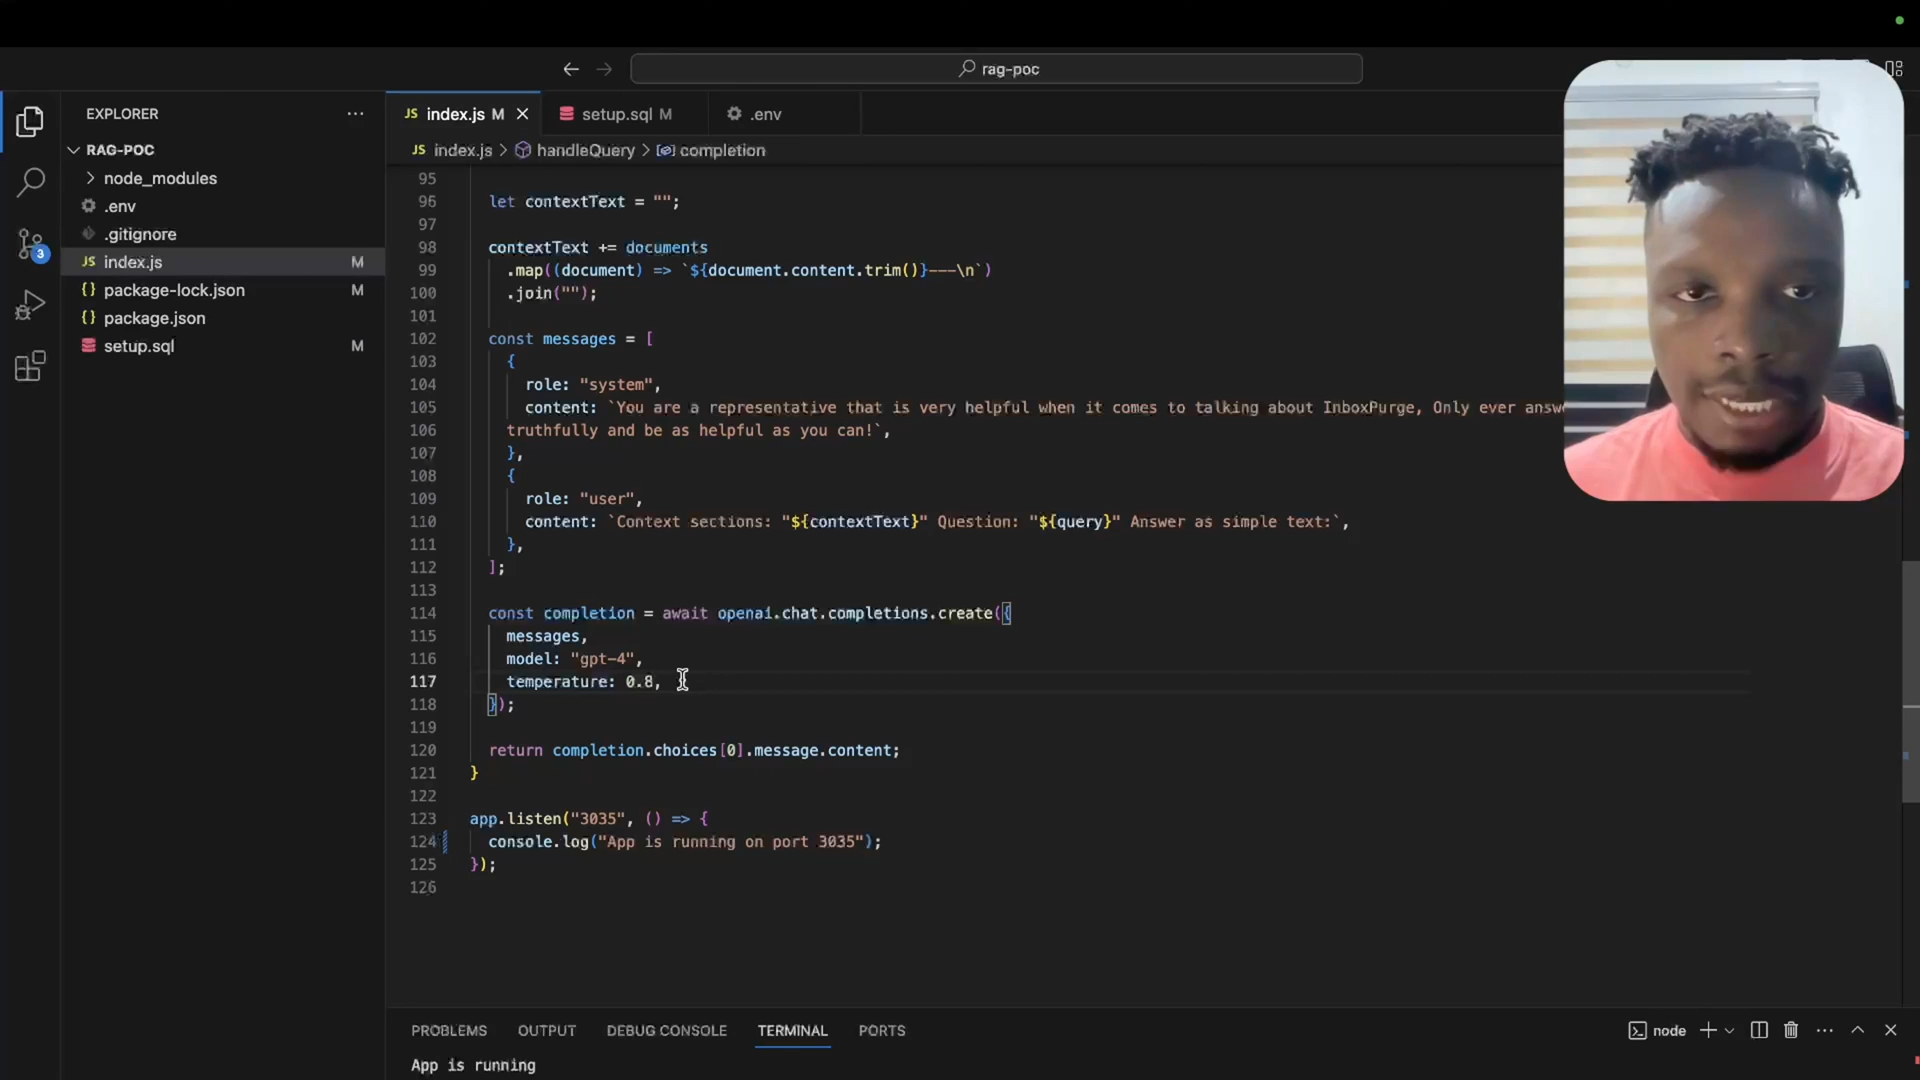 rag-poc
EXPLORER
RAG-POC
node_modules
.env
.gitignore
JS index.js M
{} package-lock.json M
{} package.json
setup.sql M
3
JS index.js M
setup.sql M
.env
JS index.js > handleQuery > completion
95
96 let contextText = "";
97
98 contextText += documents
99 .map((document) => `${document.content.trim()}---\n`)
100 .join("");
101
102 const messages = [
103 {
104 role: "system",
105 content: `You are a representative that is very helpful when it comes to talking about InboxPurge, Only ever answ
106 truthfully and be as helpful as you can!`,
107 },
108 {
109 role: "user",
110 content: `Context sections: "${contextText}" Question: "${query}" Answer as simple text:`,
111 },
112 ];
113
114 const completion = await openai.chat.completions.create({
115 messages,
116 model: "gpt-4",
117 temperature: 0.8,
118 });
119
120 return completion.choices[0].message.content;
121 }
122
123 app.listen("3035", () => {
124 console.log("App is running on port 3035");
125 });
126
PROBLEMS OUTPUT DEBUG CONSOLE TERMINAL PORTS
node
App is running